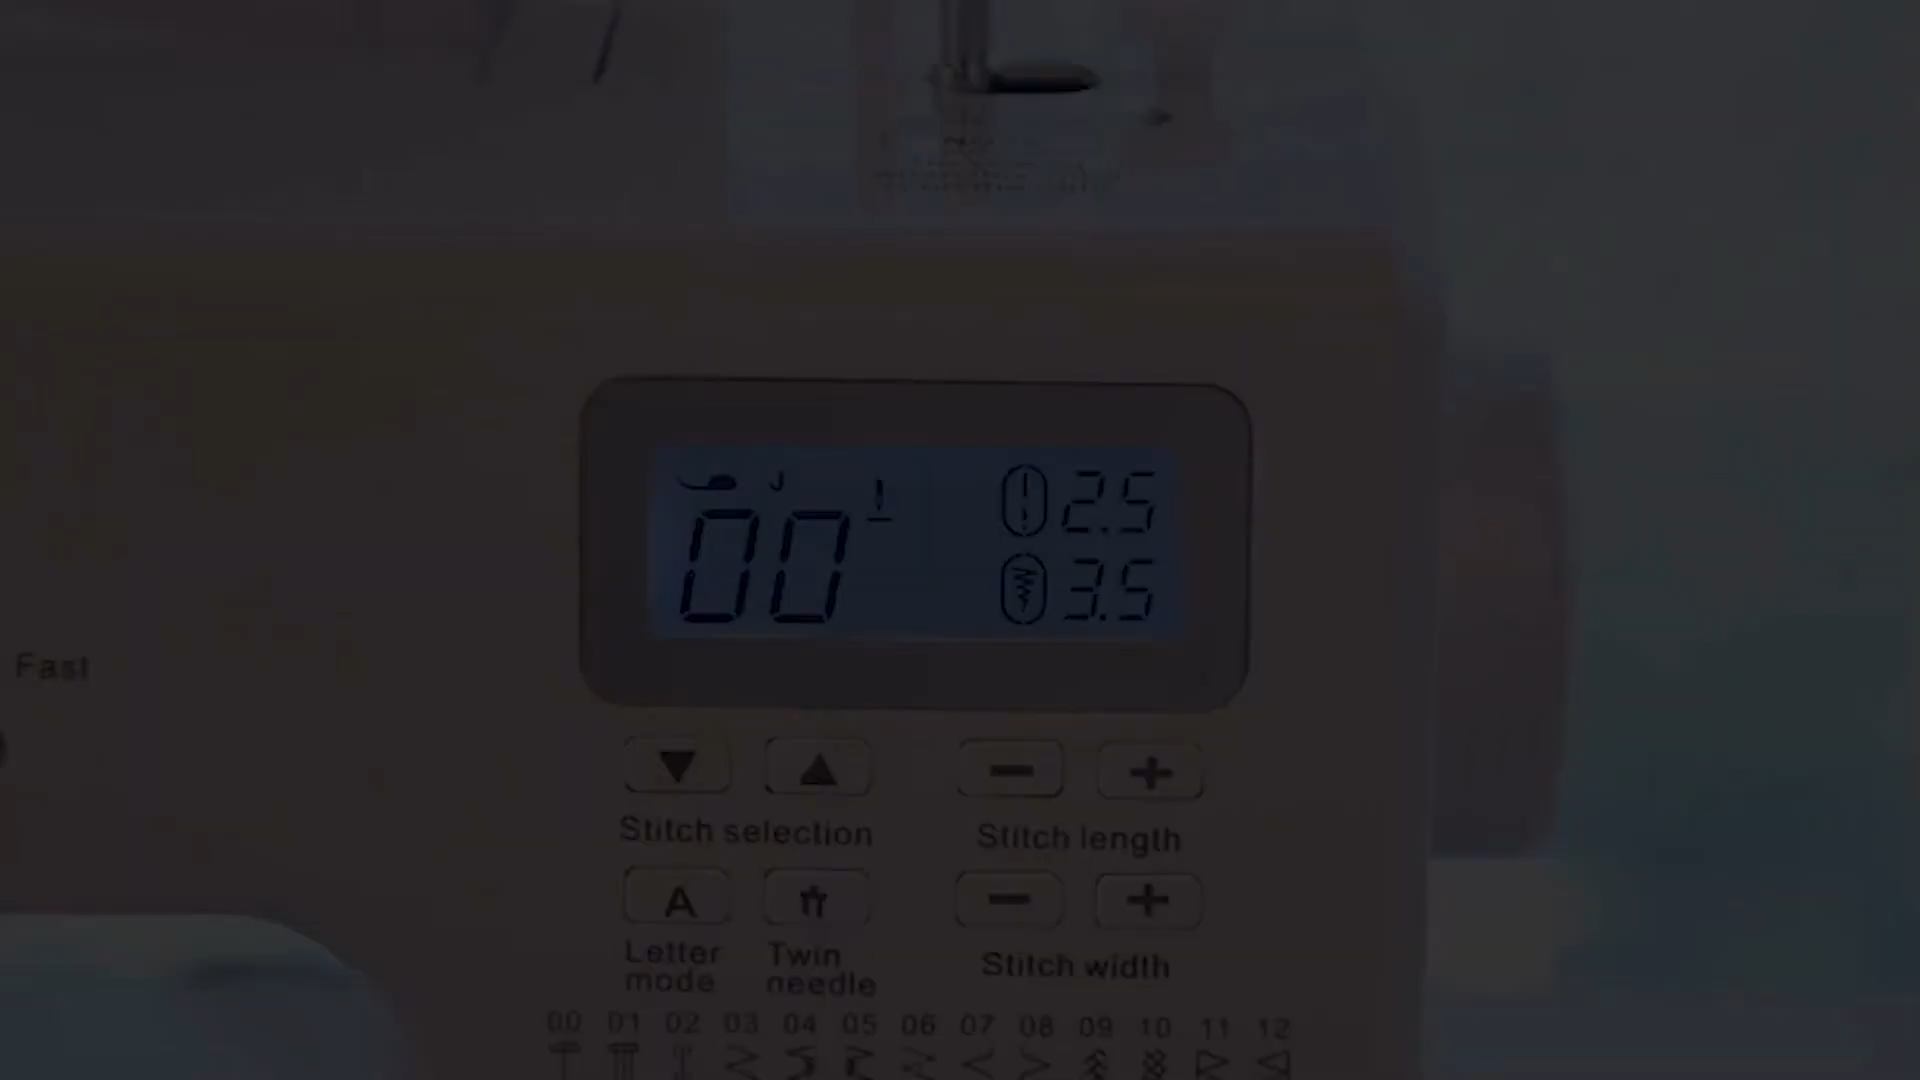 J
00
2.5
3.5
Fast
Stitch selection
Stitch length
A
Letter mode
Twin needle
Stitch width
00 01 02 03 04 05 06 07 08 09 10 11 12